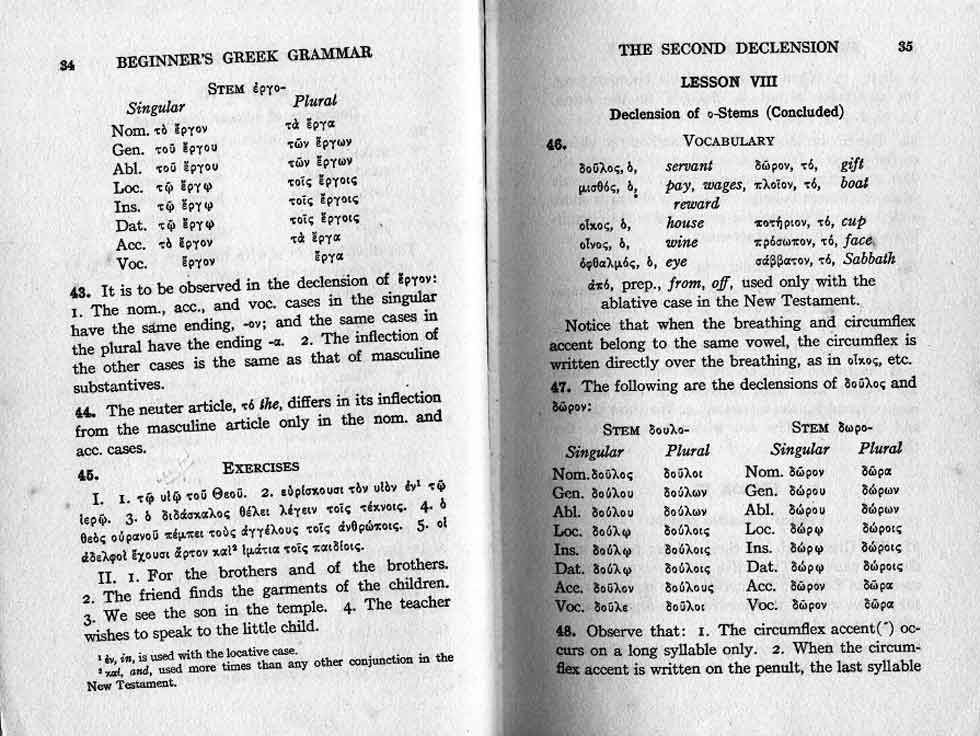 34 BEGINNER'S GREEK GRAMMAR
STEM ἐργο-
Singular Plural
Nom. τὸ ἔργον τὰ ἔργα
Gen. τοῦ ἔργου τῶν ἔργων
Abl. τοῦ ἔργου τῶν ἔργων
Loc. τῷ ἔργῳ τοῖς ἔργοις
Ins. τῷ ἔργῳ τοῖς ἔργοις
Dat. τῷ ἔργῳ τοῖς ἔργοις
Acc. τὸ ἔργον τὰ ἔργα
Voc. ἔργον ἔργα
43. It is to be observed in the declension of ἔργον:
1. The nom., acc., and voc. cases in the singular
have the same ending, -ον; and the same cases in
the plural have the ending -α. 2. The inflection of
the other cases is the same as that of masculine
substantives.
44. The neuter article, τό the, differs in its inflection
from the masculine article only in the nom. and
acc. cases.
45. EXERCISES
I. 1. τῷ υἱῷ τοῦ Θεοῦ. 2. εὑρίσκουσι τὸν υἱὸν ἐν¹ τῷ
ἱερῷ. 3. ὁ διδάσκαλος θέλει λέγειν τοῖς τέκνοις. 4. ὁ
θεὸς οὐρανοῦ πέμπει τοὺς ἀγγέλους τοῖς ἀνθρώποις. 5. οἱ
ἀδελφοὶ ἔχουσι ἄρτον καὶ² ἱμάτια τοῖς παιδίοις.
II. 1. For the brothers and of the brothers.
2. The friend finds the garments of the children.
3. We see the son in the temple. 4. The teacher
wishes to speak to the little child.
¹ ἐν, in, is used with the locative case.
² καί, and, used more times than any other conjunction in the
New Testament.
THE SECOND DECLENSION 35
LESSON VIII
Declension of ο-Stems (Concluded)
46. VOCABULARY
δοῦλος, ὁ, servant δῶρον, τό, gift
μισθός, ὁ, pay, wages, πλοῖον, τό, boat
reward
οἶκος, ὁ, house ποτήριον, τό, cup
οἶνος, ὁ, wine πρόσωπον, τό, face
ὀφθαλμός, ὁ, eye σάββατον, τό, Sabbath
ἀπό, prep., from, off, used only with the
ablative case in the New Testament.
Notice that when the breathing and circumflex
accent belong to the same vowel, the circumflex is
written directly over the breathing, as in οἶκος, etc.
47. The following are the declensions of δοῦλος and
δῶρον:
STEM δουλο- STEM δωρο-
Singular Plural Singular Plural
Nom. δοῦλος δοῦλοι Nom. δῶρον δῶρα
Gen. δούλου δούλων Gen. δώρου δώρων
Abl. δούλου δούλων Abl. δώρου δώρων
Loc. δούλῳ δούλοις Loc. δώρῳ δώροις
Ins. δούλῳ δούλοις Ins. δώρῳ δώροις
Dat. δούλῳ δούλοις Dat. δώρῳ δώροις
Acc. δοῦλον δούλους Acc. δῶρον δῶρα
Voc. δοῦλε δοῦλοι Voc. δῶρον δῶρα
48. Observe that: 1. The circumflex accent(῀) oc-
curs on a long syllable only. 2. When the circum-
flex accent is written on the penult, the last syllable